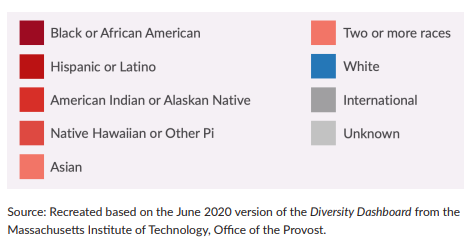 Black or African American
Hispanic or Latino
American Indian or Alaskan Native
Native Hawaiian or Other Pi
Asian
Two or more races
White
International
Unknown
Source: Recreated based on the June 2020 version of the Diversity Dashboard from the
Massachusetts Institute of Technology, Office of the Provost.